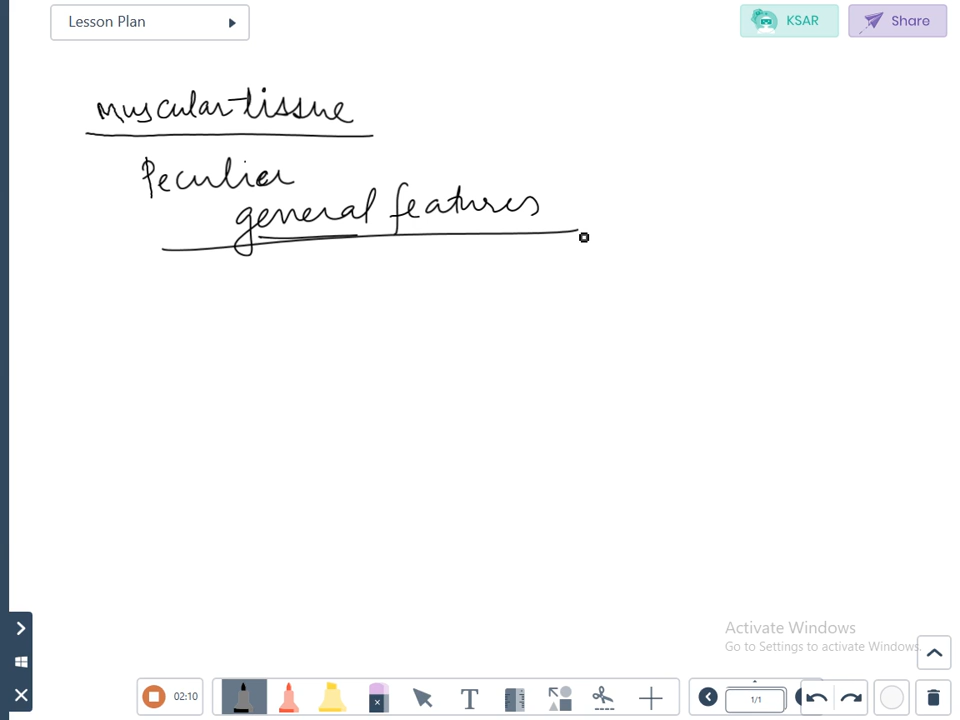 Lesson Plan
KSAR
Share
Muscular tissue
Peculier
general features
Activate Windows
Go to Settings to activate Windows.
02:10
T
1/1